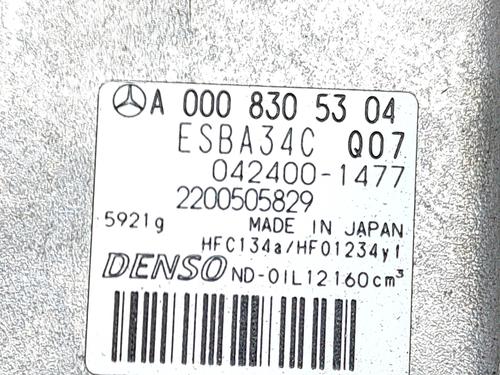 A 000 830 53 04
ESBA34C Q07
042400-1477
2200505829
5921g MADE IN JAPAN
HFC134a/HFO1234yf
DENSO ND-OIL12160cm³